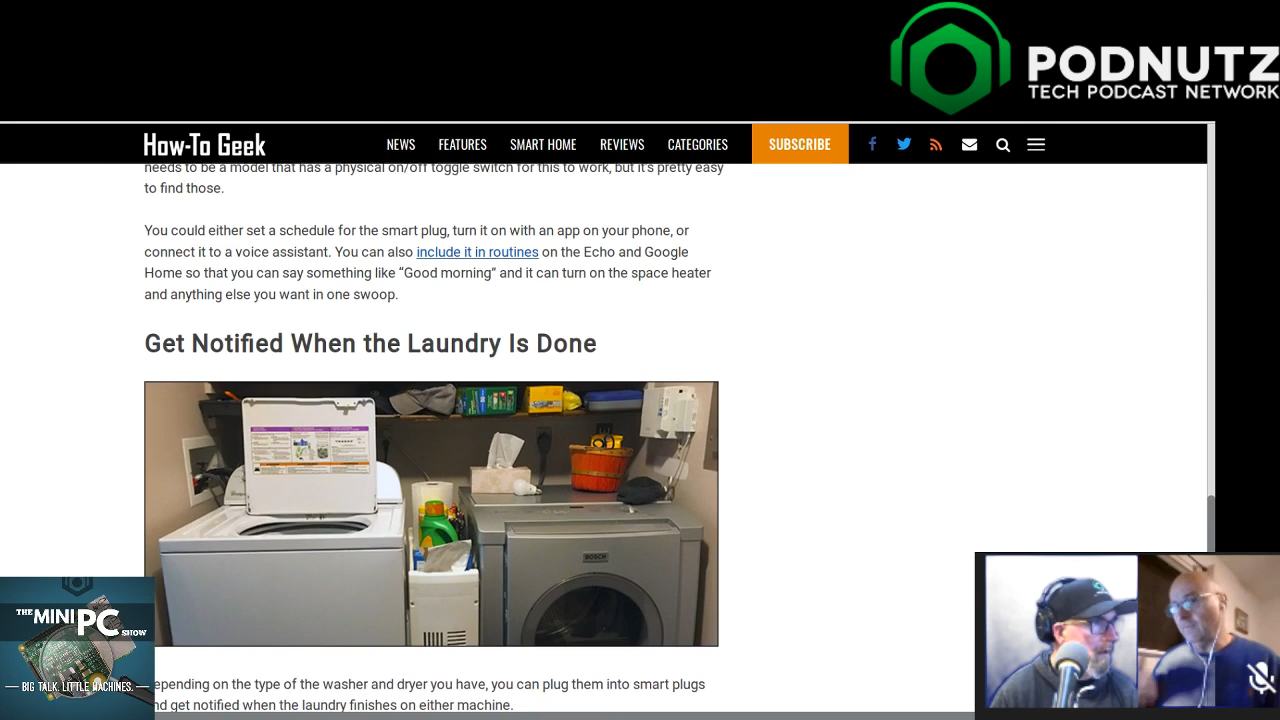 PODNUTZ
TECH PODCAST NETWORK
How-To Geek
NEWS
FEATURES
SMART HOME
REVIEWS
CATEGORIES
SUBSCRIBE
needs to be a model that has a physical on/off toggle switch for this to work, but it's pretty easy
to find those.
You could either set a schedule for the smart plug, turn it on with an app on your phone, or
connect it to a voice assistant. You can also include it in routines on the Echo and Google
Home so that you can say something like “Good morning” and it can turn on the space heater
and anything else you want in one swoop.
Get Notified When the Laundry Is Done
BOSCH
THE MINI PC SHOW
BIG TALK. LITTLE MACHINES.
epending on the type of the washer and dryer you have, you can plug them into smart plugs
nd get notified when the laundry finishes on either machine.